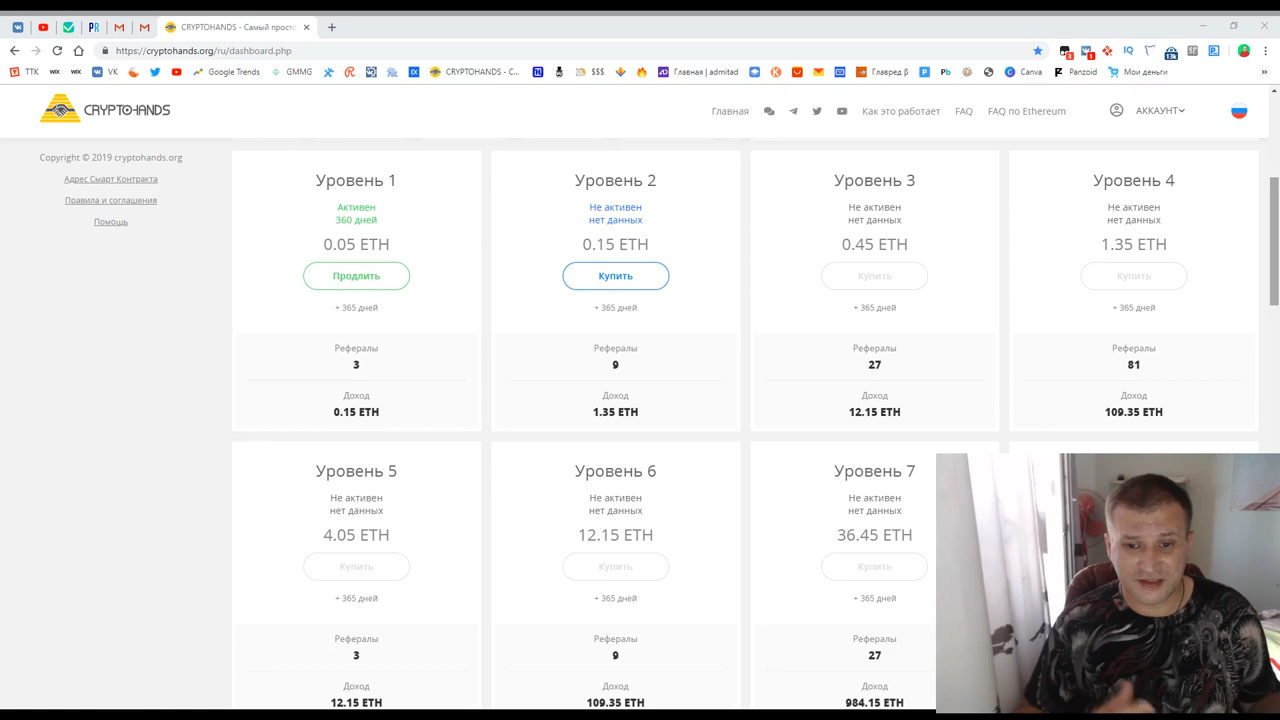 CRYPTOHANDS - Самый просто
https://cryptohands.org/ru/dashboard.php
ТТК
WiX
WiX
VK
Google Trends
GMMG
CRYPTOHANDS - C...
$$$
Главная | admitad
Главред β
Canva
Panzoid
Мои деньги
CRYPTOHANDS
Главная
Как это работает
FAQ
FAQ по Ethereum
АККАУНТ
Copyright © 2019 cryptohands.org
Адрес Смарт Контракта
Правила и соглашения
Помощь
Уровень 1
Активен
360 дней
0.05 ETH
Продлить
+ 365 дней
Рефералы
3
Доход
0.15 ETH
Уровень 2
Не активен
нет данных
0.15 ETH
Купить
+ 365 дней
Рефералы
9
Доход
1.35 ETH
Уровень 3
Не активен
нет данных
0.45 ETH
Купить
+ 365 дней
Рефералы
27
Доход
12.15 ETH
Уровень 4
Не активен
нет данных
1.35 ETH
Купить
+ 365 дней
Рефералы
81
Доход
109.35 ETH
Уровень 5
Не активен
нет данных
4.05 ETH
Купить
+ 365 дней
Рефералы
3
Доход
12.15 ETH
Уровень 6
Не активен
нет данных
12.15 ETH
Купить
+ 365 дней
Рефералы
9
Доход
109.35 ETH
Уровень 7
Не активен
нет данных
36.45 ETH
Купить
+ 365 дней
Рефералы
27
Доход
984.15 ETH